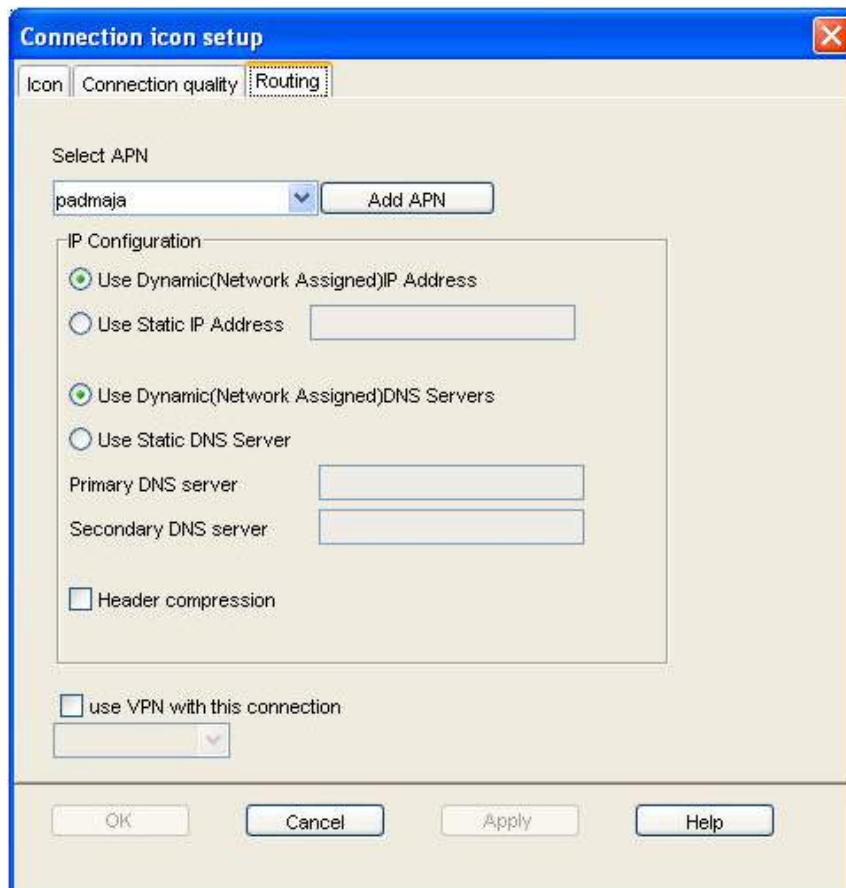 Connection icon setup
Icon Connection quality Routing
Select APN
padmaja Add APN
IP Configuration
Use Dynamic(Network Assigned)IP Address
Use Static IP Address
Use Dynamic(Network Assigned)DNS Servers
Use Static DNS Server
Primary DNS server
Secondary DNS server
Header compression
use VPN with this connection
OK Cancel Apply Help